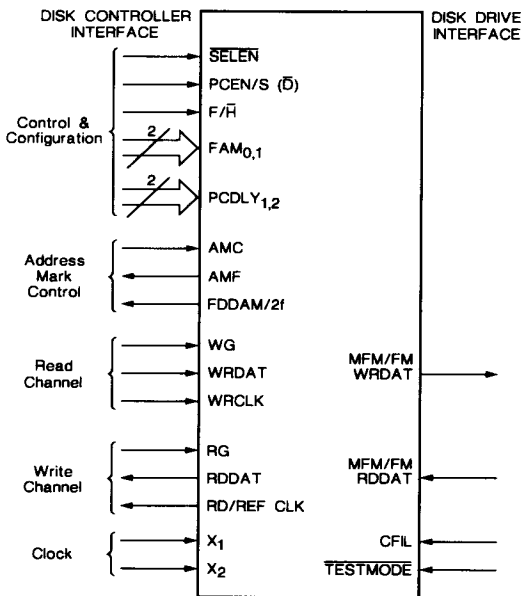 DISK CONTROLLER
INTERFACE
DISK DRIVE
INTERFACE
Control &
Configuration
S̅E̅L̅E̅N̅
PCEN/S (D̅)
F/H̅
2
FAM0,1
2
PCDLY1,2
Address
Mark
Control
AMC
AMF
FDDAM/2f
Read
Channel
WG
WRDAT
WRCLK
MFM/FM
WRDAT
Write
Channel
RG
RDDAT
RD/REF CLK
MFM/FM
RDDAT
Clock
X1
X2
CFIL
T̅E̅S̅T̅M̅O̅D̅E̅